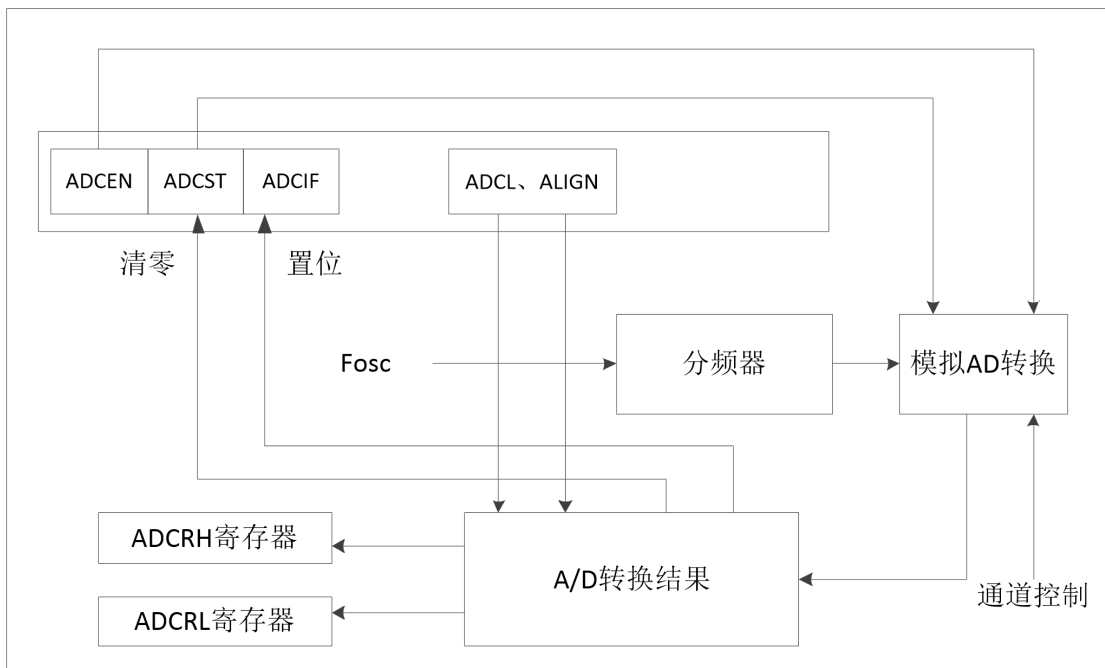 ADCEN
ADCST
ADCIF
ADCL、ALIGN
清零
置位
Fosc
分频器
模拟AD转换
ADCRH寄存器
A/D转换结果
ADCRL寄存器
通道控制